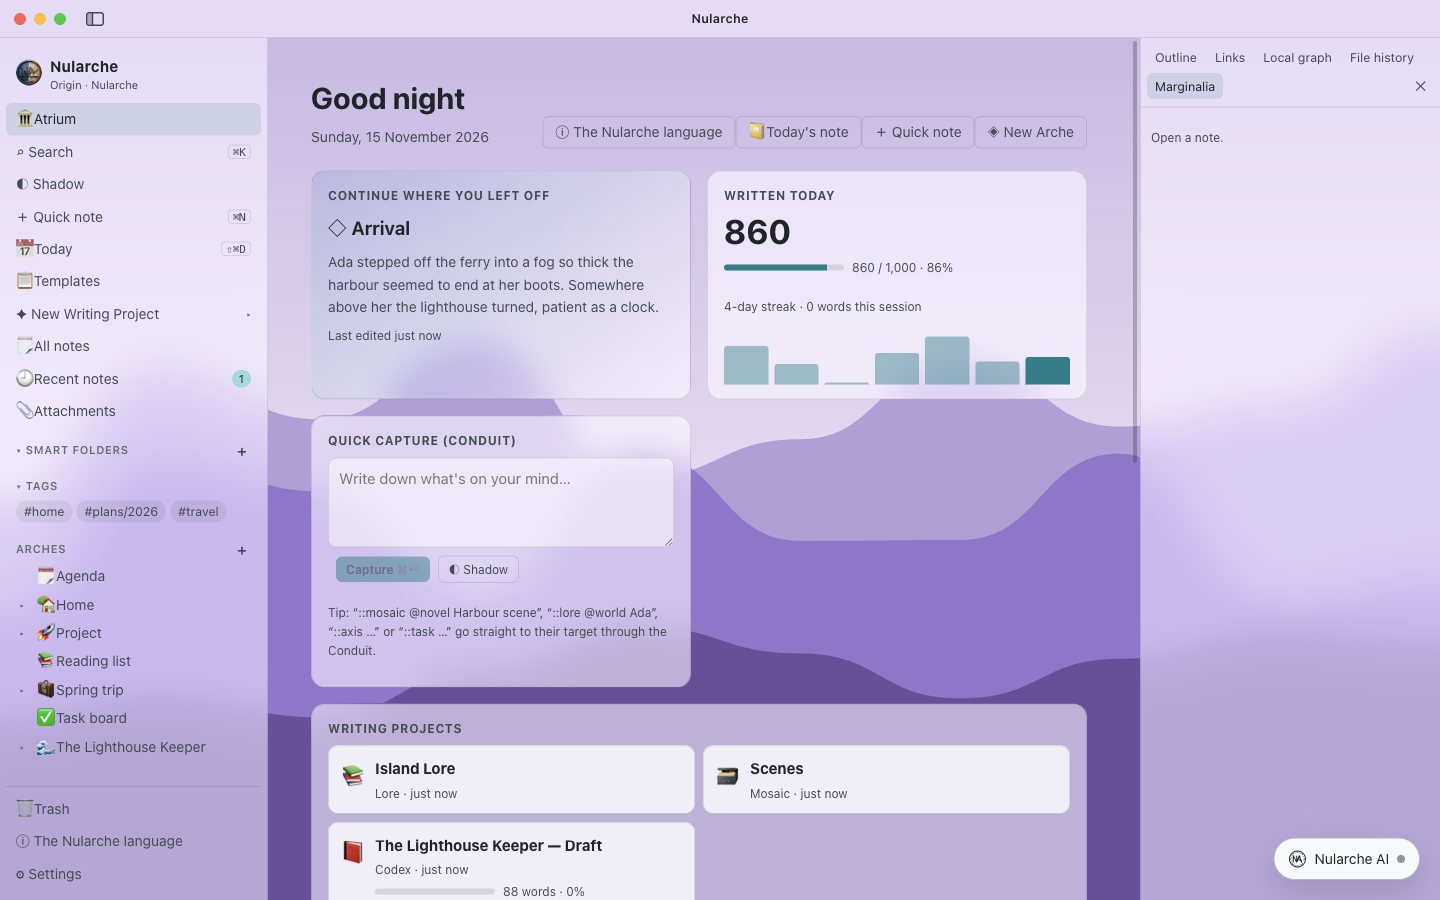 Nularche
Nularche
Origin · Nularche
Atrium
Search ⌘K
Shadow
Quick note ⌘N
Today ⇧⌘D
Templates
New Writing Project
All notes
Recent notes 1
Attachments
SMART FOLDERS +
TAGS
#home #plans/2026 #travel
ARCHES +
Agenda
Home
Project
Reading list
Spring trip
Task board
The Lighthouse Keeper
Trash
The Nularche language
Settings
Good night
Sunday, 15 November 2026
The Nularche language
Today's note
+ Quick note
New Arche
CONTINUE WHERE YOU LEFT OFF
Arrival
Ada stepped off the ferry into a fog so thick the
harbour seemed to end at her boots. Somewhere
above her the lighthouse turned, patient as a clock.
Last edited just now
WRITTEN TODAY
860
860 / 1,000 · 86%
4-day streak · 0 words this session
QUICK CAPTURE (CONDUIT)
Write down what's on your mind…
Capture ⌘↩
Shadow
Tip: “::mosaic @novel Harbour scene”, “::lore @world Ada”,
“::axis …” or “::task …” go straight to their target through the
Conduit.
WRITING PROJECTS
Island Lore
Lore · just now
Scenes
Mosaic · just now
The Lighthouse Keeper — Draft
Codex · just now
88 words · 0%
Outline Links Local graph File history
Marginalia
Open a note.
NA Nularche AI